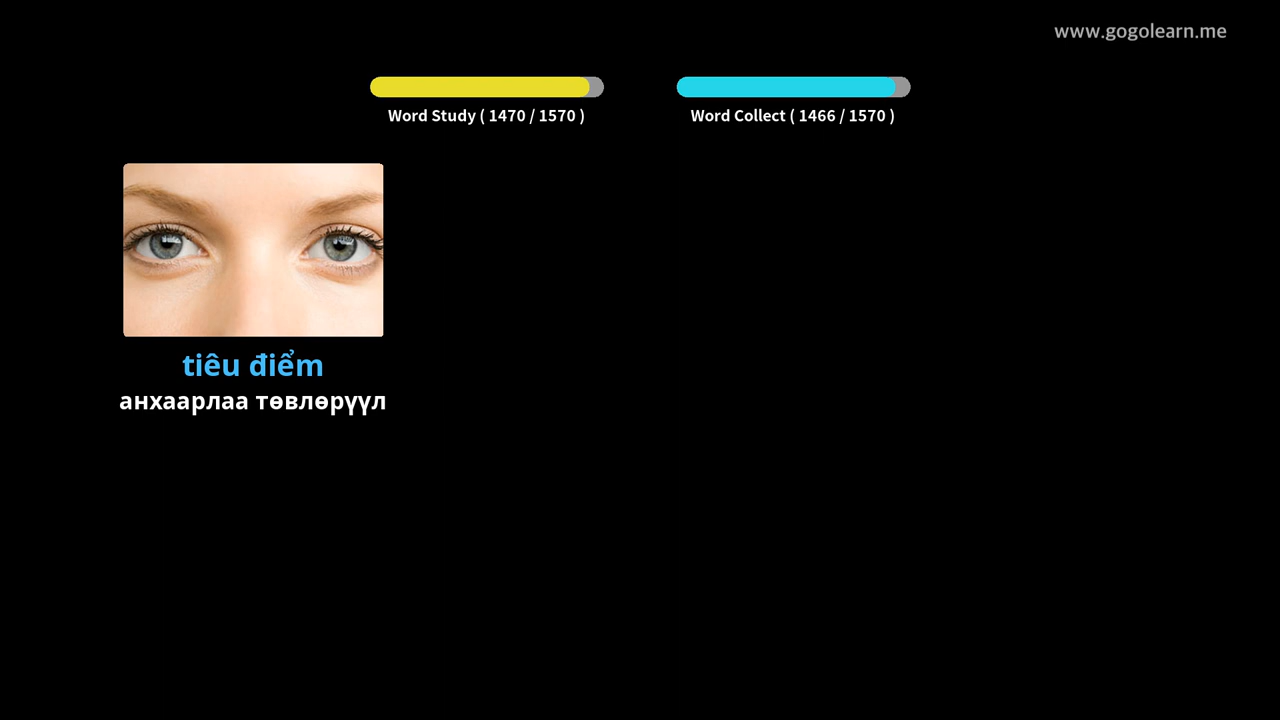 www.gogolearn.me
Word Study ( 1470 / 1570 )
Word Collect ( 1466 / 1570 )
tiêu điểm
анхаарлаа төвлөрүүл